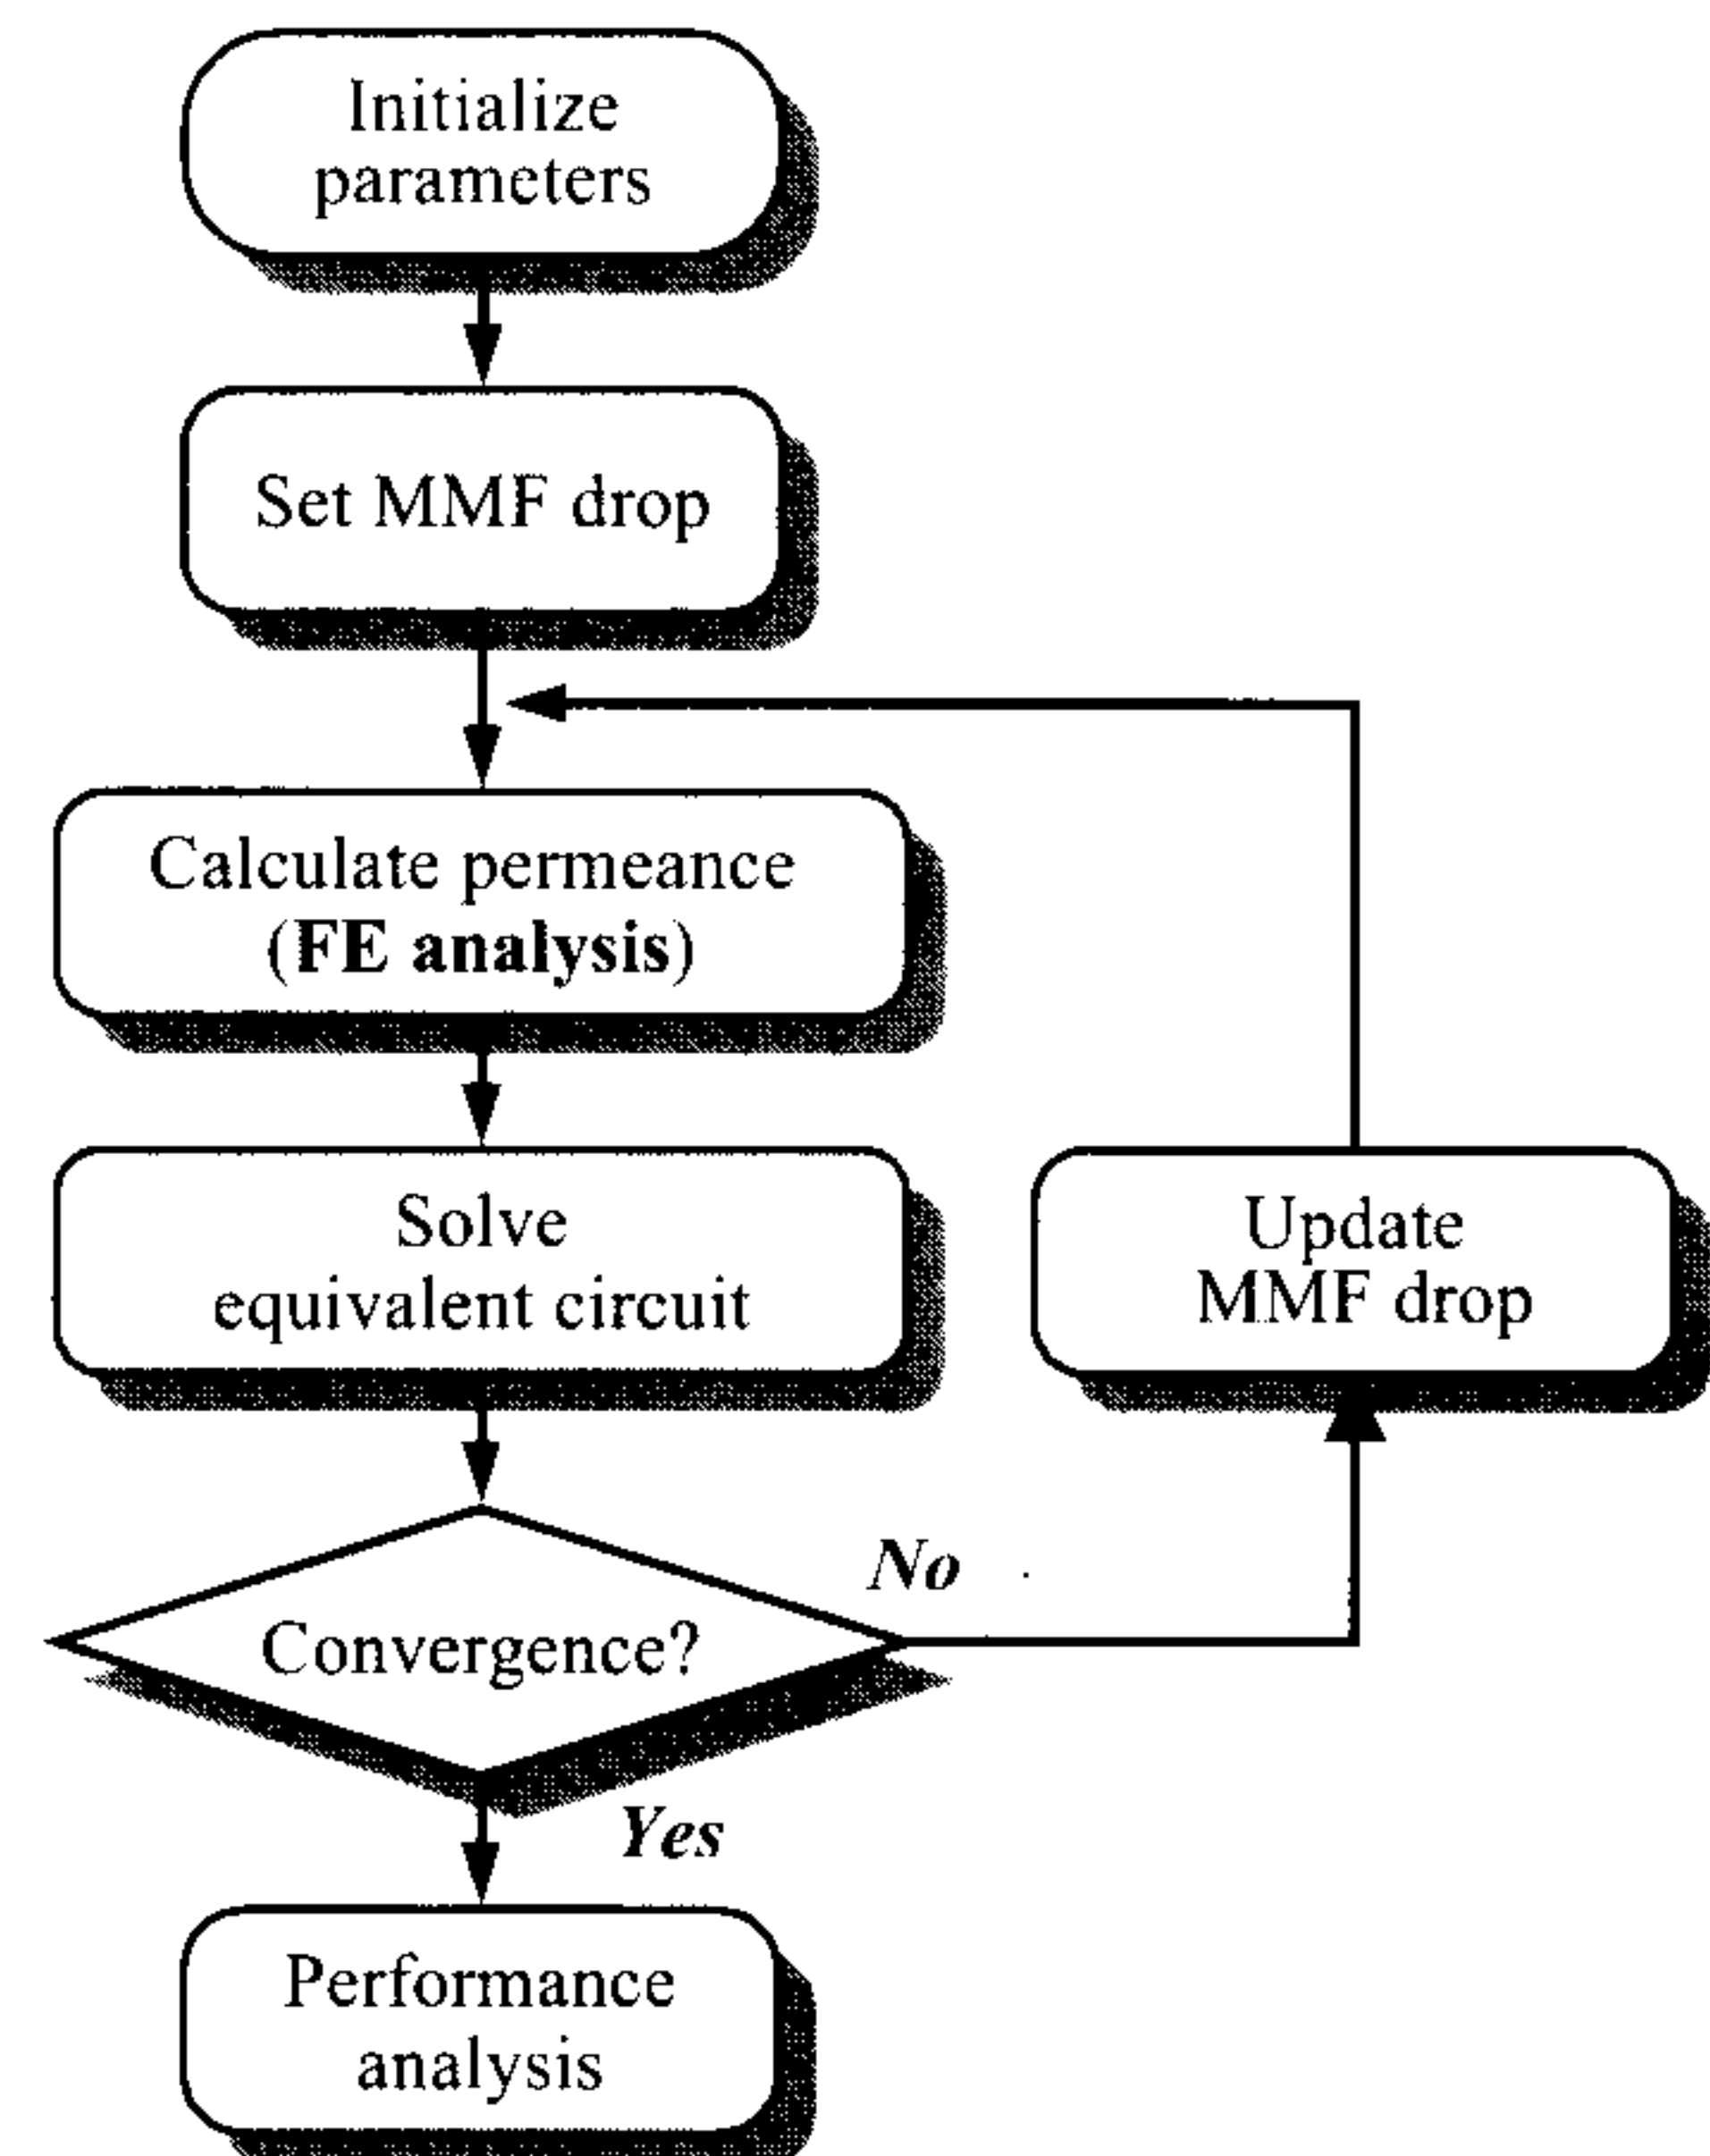 Initialize
parameters
Set MMF drop
Calculate permeance
(FE analysis)
Solve
equivalent circuit
Update
MMF drop
No
Convergence?
Yes
Performance
analysis